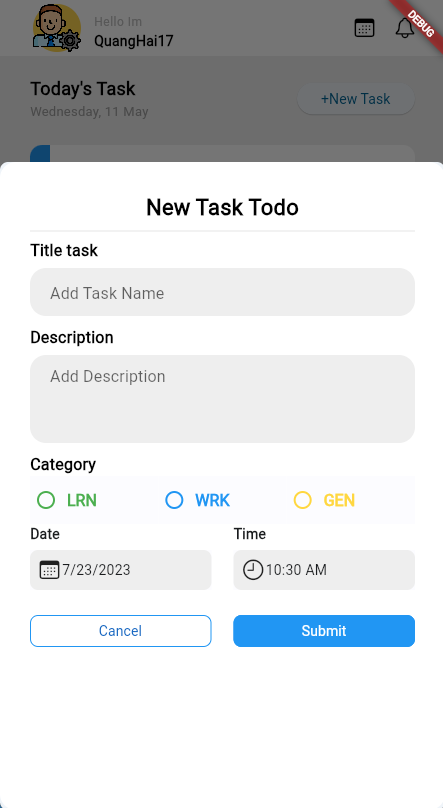 Hello Im
QuangHai17
DEBUG
Today's Task
Wednesday, 11 May
+New Task
New Task Todo
Title task
Add Task Name
Description
Add Description
Category
LRN WRK GEN
Date Time
7/23/2023 10:30 AM
Cancel Submit